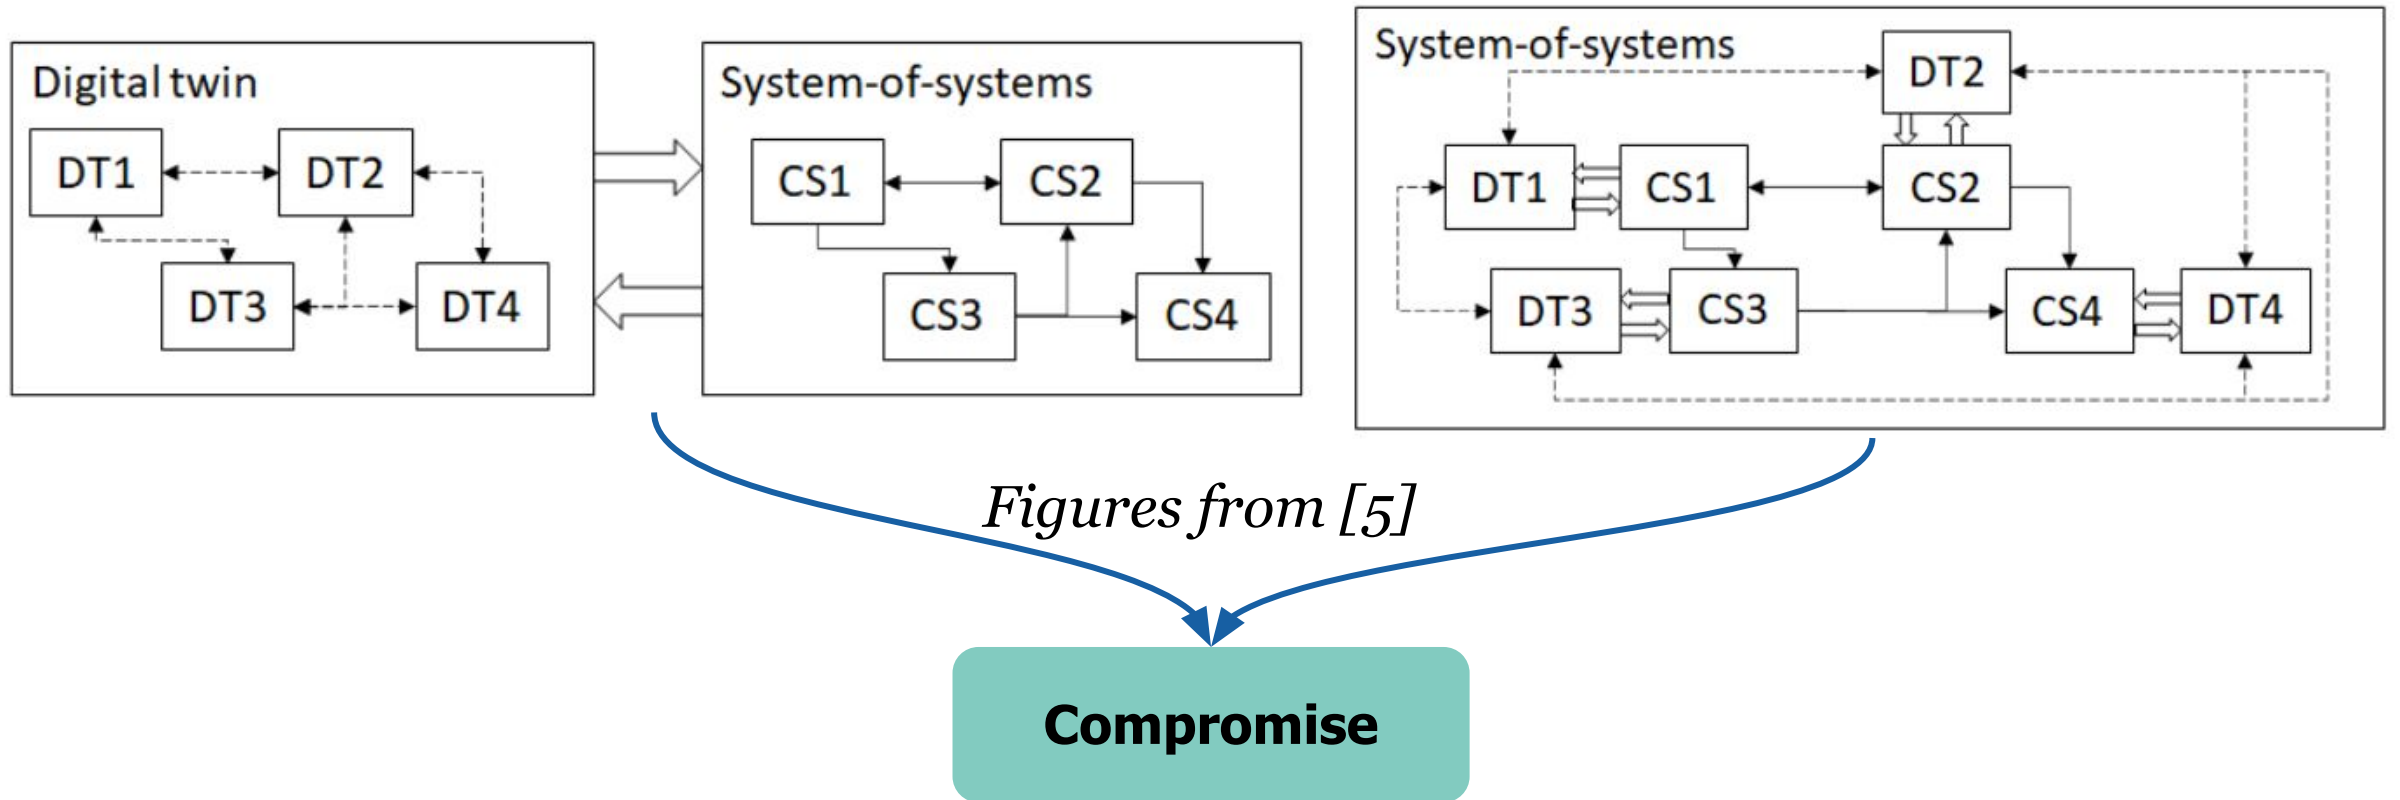 Digital twin
DT1
DT2
DT3
DT4
System-of-systems
CS1
CS2
CS3
CS4
System-of-systems
DT2
DT1
CS1
CS2
DT3
CS3
CS4
DT4
Figures from [5]
Compromise